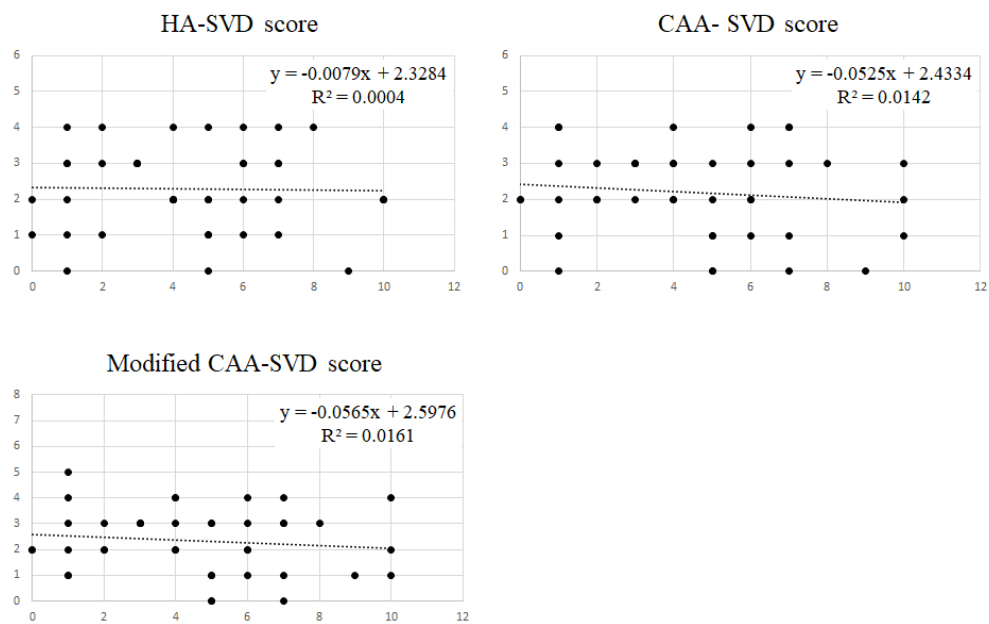 HA-SVD score
6
5
4
3
2
1
0
y = -0.0079x + 2.3284
R² = 0.0004
0 2 4 6 8 10 12
CAA- SVD score
6
5
4
3
2
1
0
y = -0.0525x + 2.4334
R² = 0.0142
0 2 4 6 8 10 12
Modified CAA-SVD score
8
7
6
5
4
3
2
1
0
y = -0.0565x + 2.5976
R² = 0.0161
0 2 4 6 8 10 12